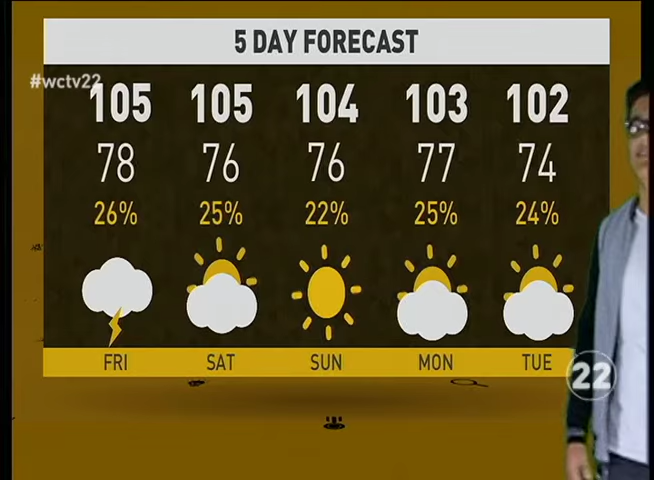 5 DAY FORECAST
#wctv22
105 105 104 103 102
78 76 76 77 74
26% 25% 22% 25% 24%
FRI SAT SUN MON TUE
22